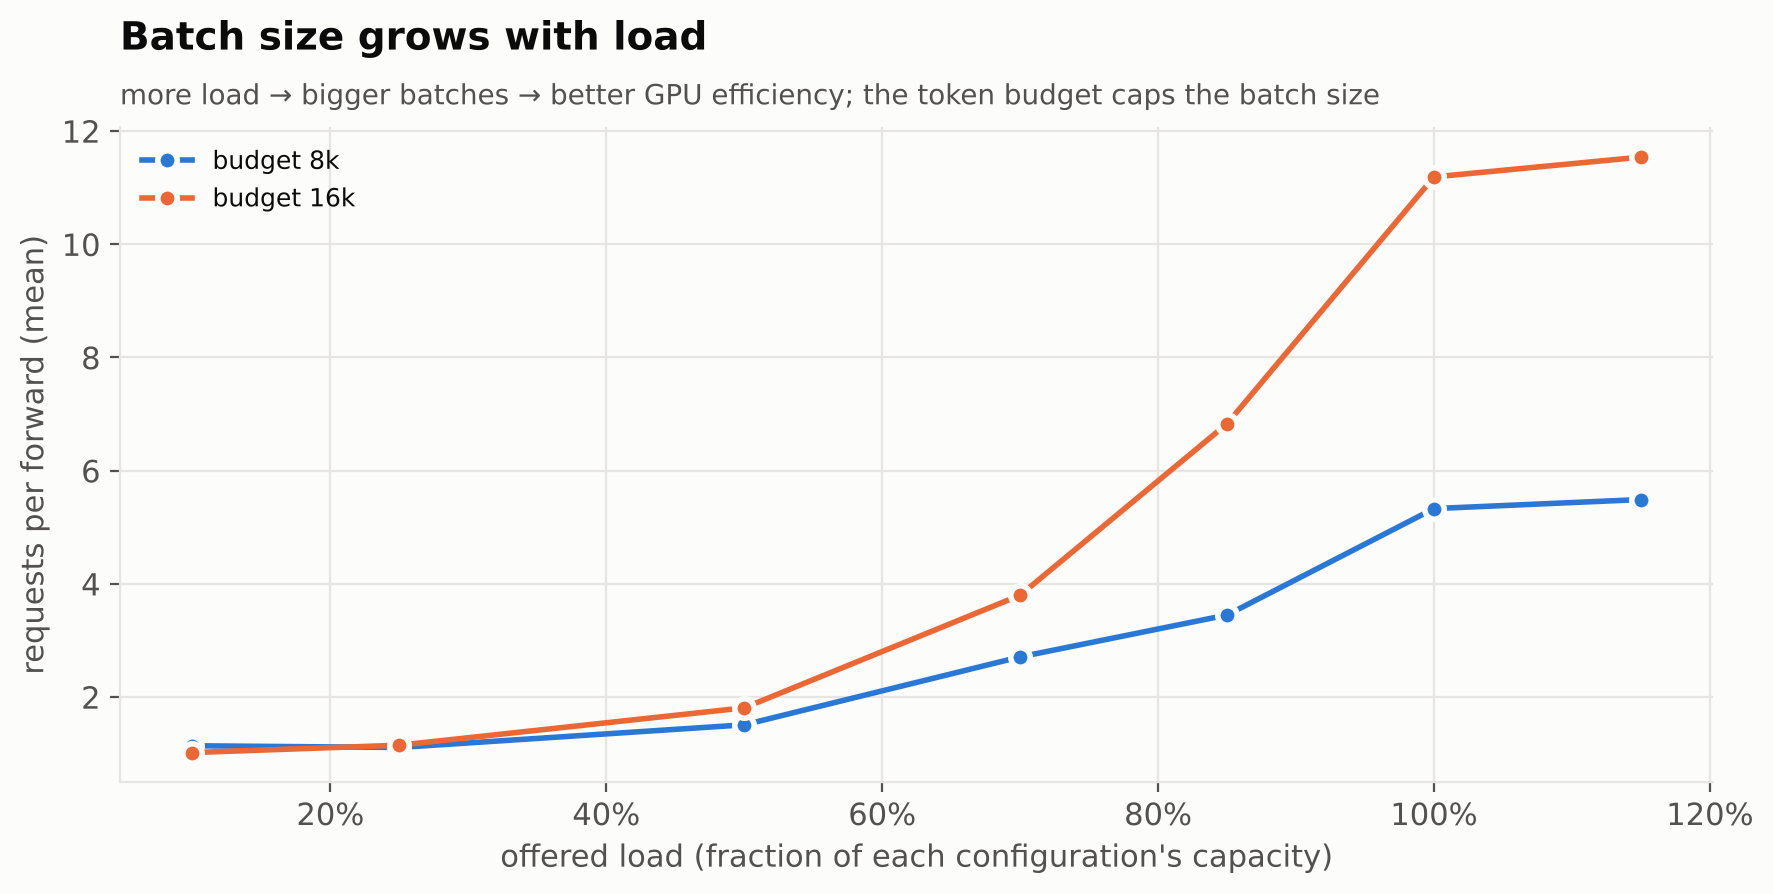 Batch size grows with load
more load → bigger batches → better GPU efficiency; the token budget caps the batch size
budget 8k
budget 16k
requests per forward (mean)
12
10
8
6
4
2
20%
40%
60%
80%
100%
120%
offered load (fraction of each configuration's capacity)